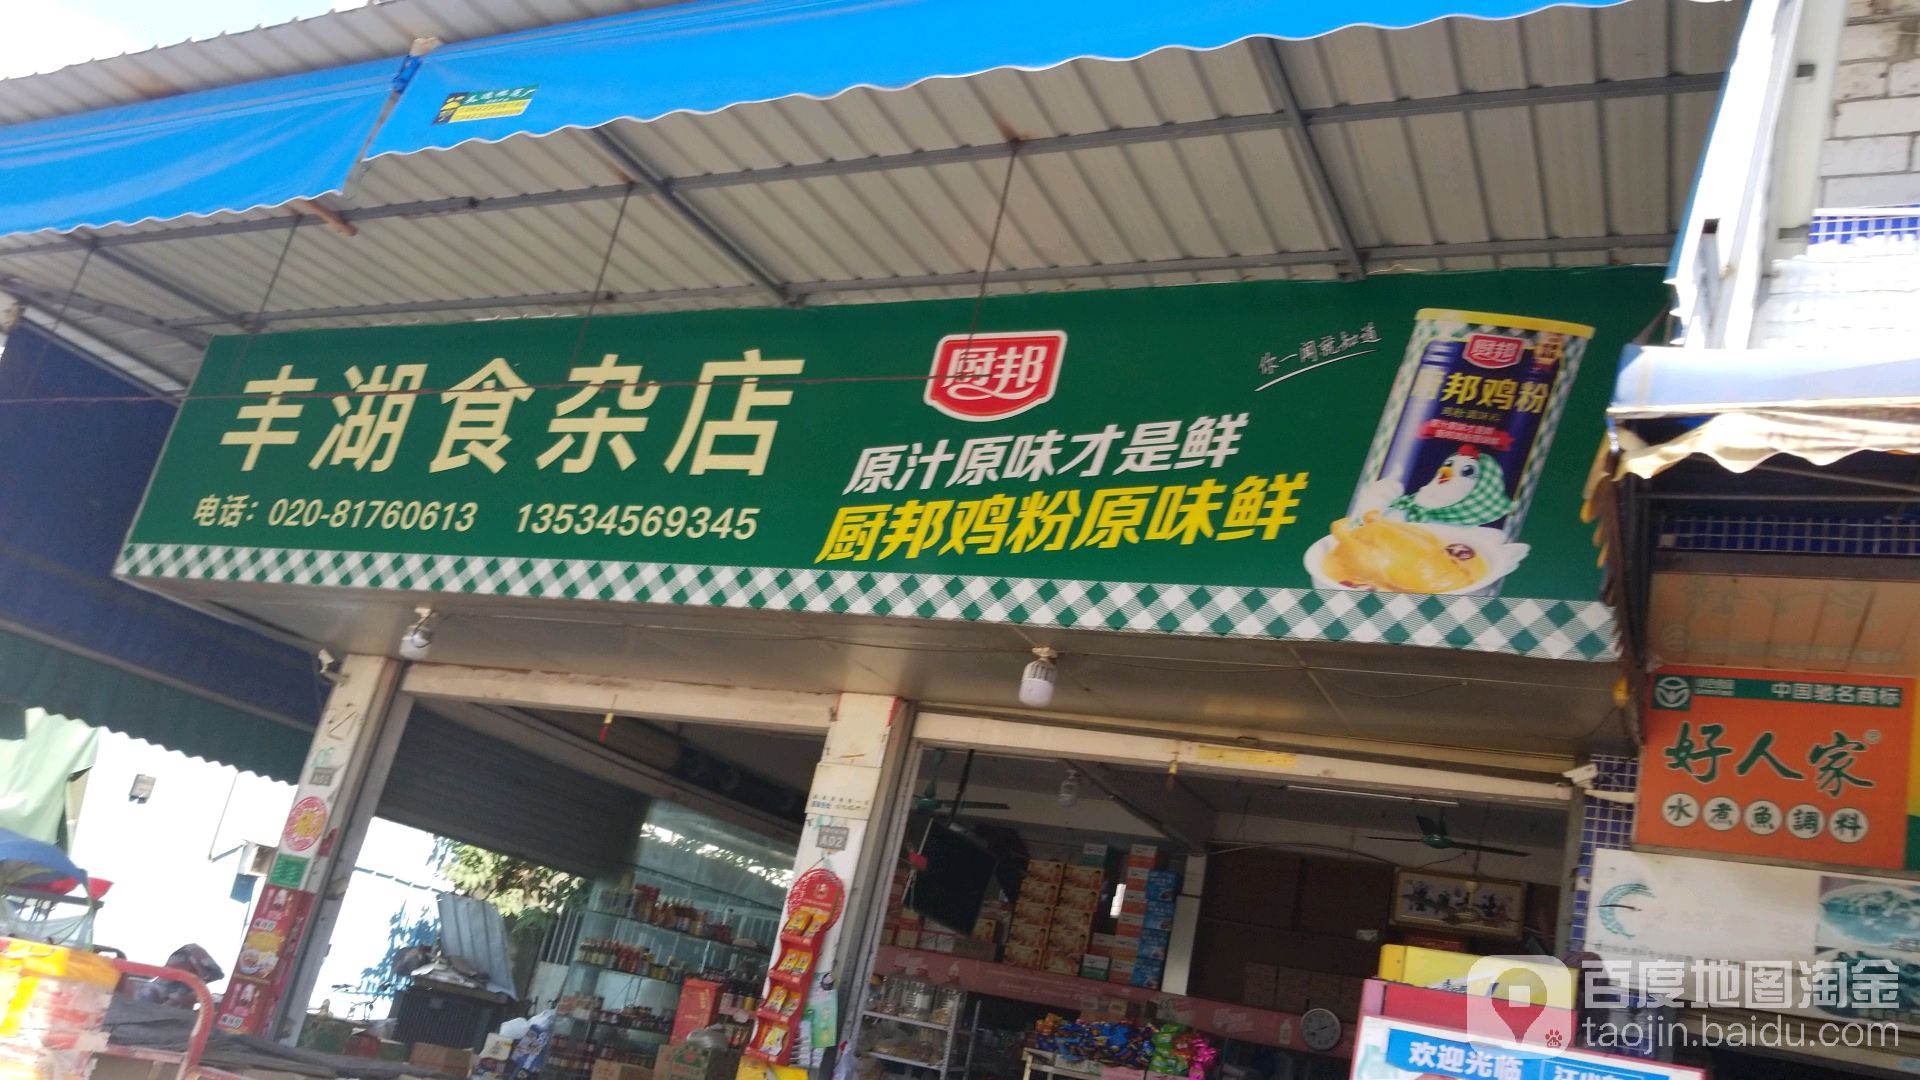 丰湖食杂店
电话：020-81760613 13534569345
厨邦
原汁原味才是鲜
厨邦鸡粉原味鲜
你一闻就知道
厨邦
厨邦鸡粉
中国驰名商标
好人家®
水煮鱼調料
A02
欢迎光临
百度地图淘金
taojin.baidu.com